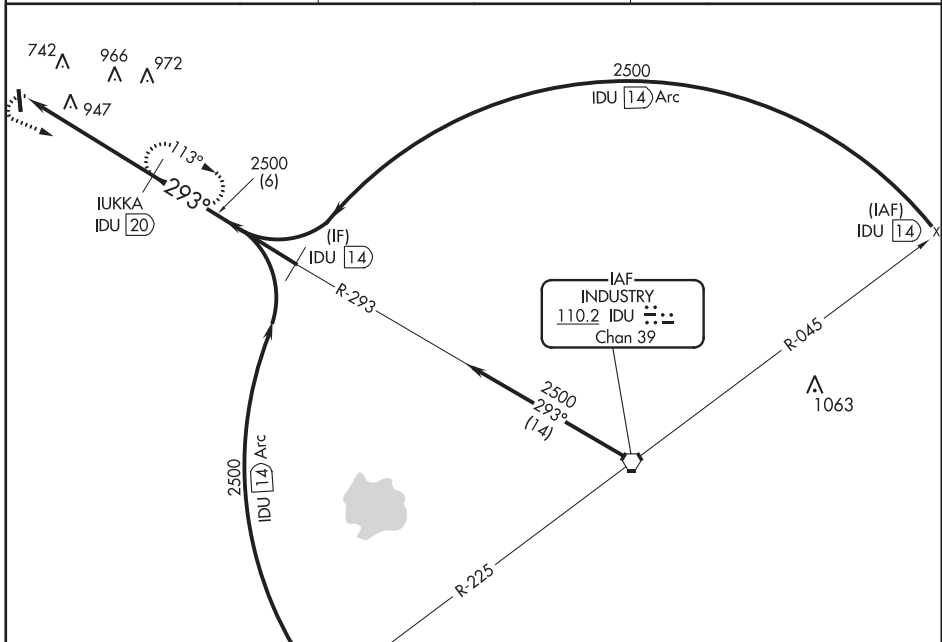 742
966
972
947
2500
IDU 14 Arc
113°
293°
2500
(6)
IUKKA
IDU 20
(IF)
IDU 14
(IAF)
IDU 14
X
R-293
IAF
INDUSTRY
110.2 IDU
Chan 39
R-045
1063
2500
293°
(14)
2500
IDU 14 Arc
R-225